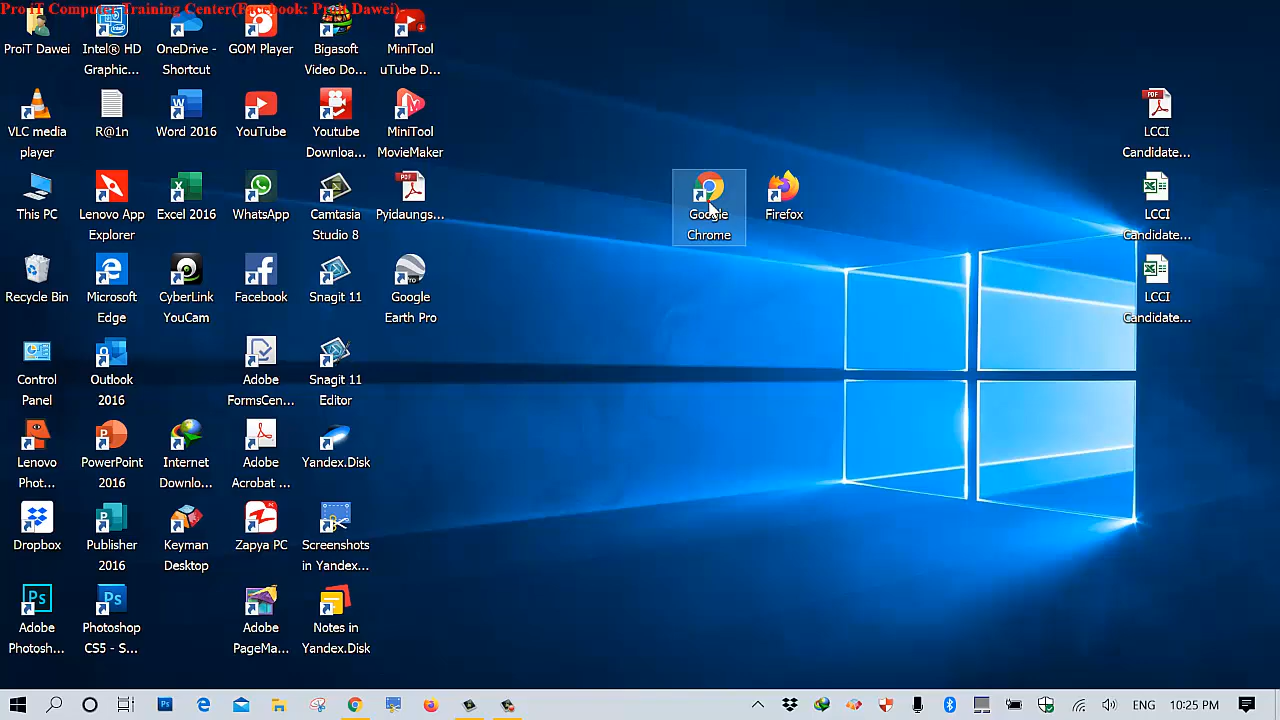 Pro iT Computer Training Center(Facebook: Proit Dawei)
ProiT Dawei
Intel® HD
Graphic...
OneDrive -
Shortcut
GOM Player
Bigasoft
Video Do...
MiniTool
uTube D...
VLC media
player
R@1n
Word 2016
YouTube
Youtube
Downloa...
MiniTool
MovieMaker
This PC
Lenovo App
Explorer
Excel 2016
WhatsApp
Camtasia
Studio 8
PDF
Pyidaungs...
Google
Chrome
Firefox
PDF
LCCI
Candidate...
LCCI
Candidate...
LCCI
Candidate...
Recycle Bin
Microsoft
Edge
CyberLink
YouCam
Facebook
Snagit 11
Google
Earth Pro
Control
Panel
Outlook
2016
Adobe
FormsCen...
Snagit 11
Editor
Lenovo
Phot...
PowerPoint
2016
Internet
Downlo...
Adobe
Acrobat ...
Yandex.Disk
Dropbox
Publisher
2016
Keyman
Desktop
Zapya PC
Screenshots
in Yandex...
Adobe
Photosh...
Photoshop
CS5 - S...
Adobe
PageMa...
Notes in
Yandex.Disk
ENG
10:25 PM